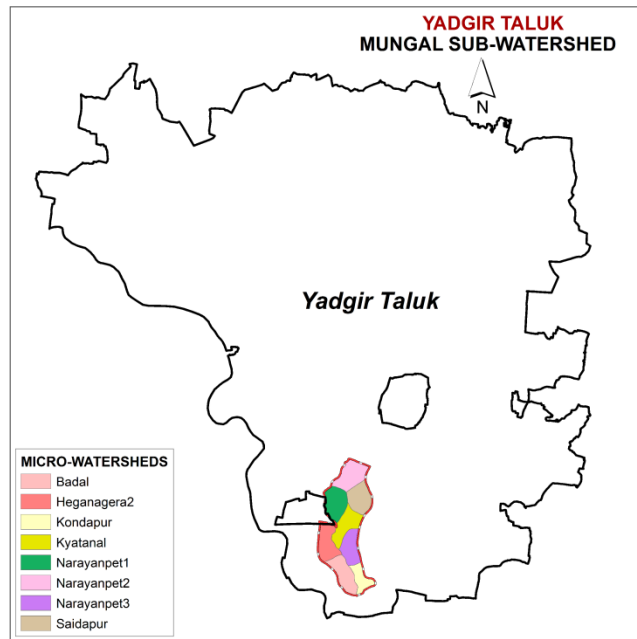 YADGIR TALUK
MUNGAL SUB-WATERSHED
N
Yadgir Taluk
MICRO-WATERSHEDS
Badal
Heganagera2
Kondapur
Kyatanal
Narayanpet1
Narayanpet2
Narayanpet3
Saidapur